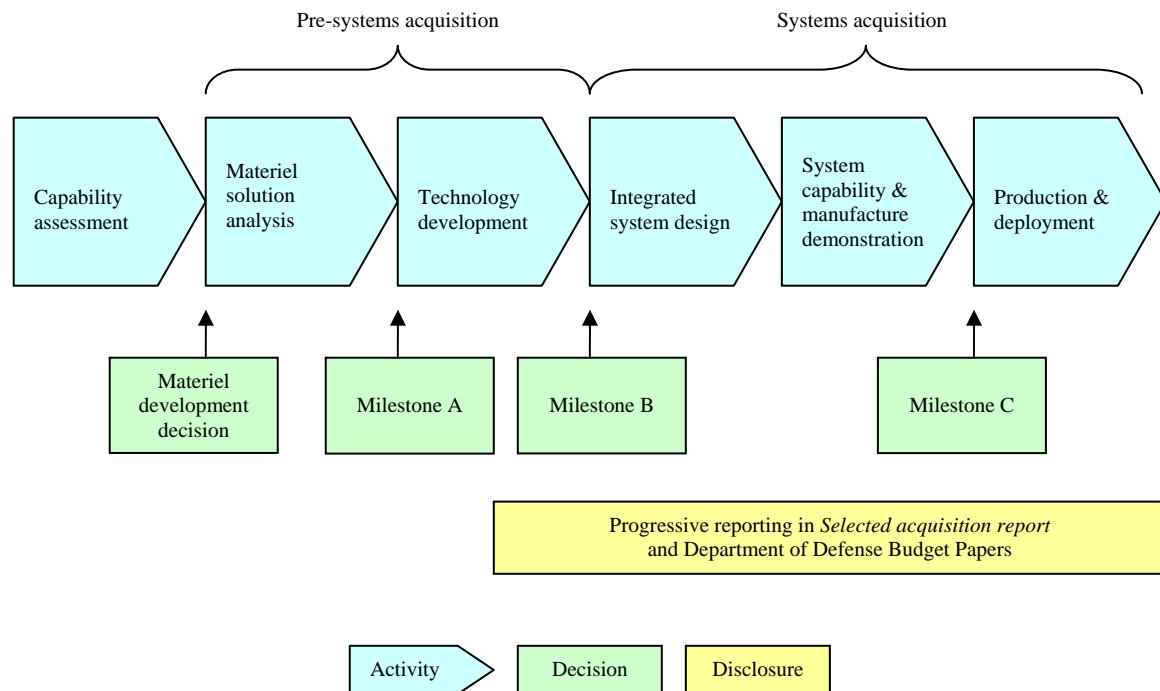 Pre-systems acquisition
Systems acquisition
Capability
assessment
Materiel
solution
analysis
Technology
development
Integrated
system design
System
capability &
manufacture
demonstration
Production &
deployment
Materiel
development
decision
Milestone A
Milestone B
Milestone C
Progressive reporting in Selected acquisition report
and Department of Defense Budget Papers
Activity
Decision
Disclosure